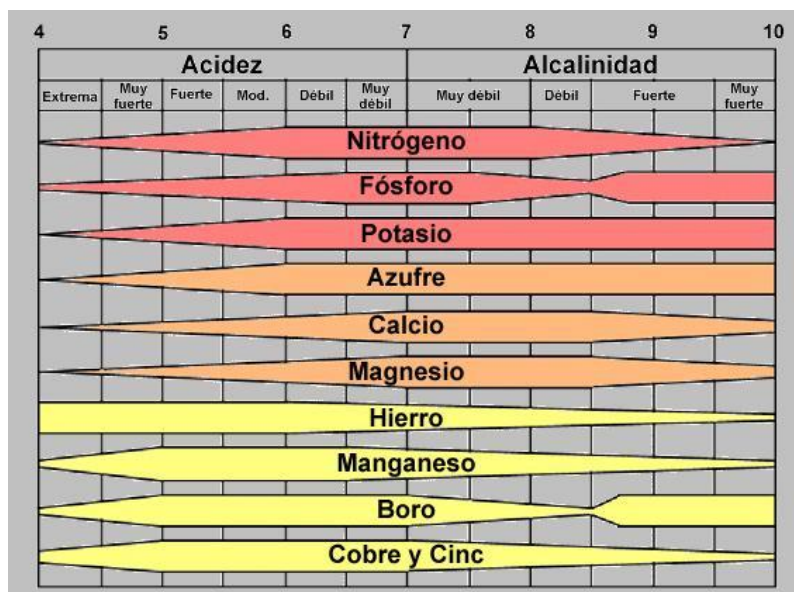 4 5 6 7 8 9 10
Acidez Alcalinidad
Extrema Muy fuerte Fuerte Mod. Débil Muy débil Muy débil Débil Fuerte Muy fuerte
Nitrógeno
Fósforo
Potasio
Azufre
Calcio
Magnesio
Hierro
Manganeso
Boro
Cobre y Cinc